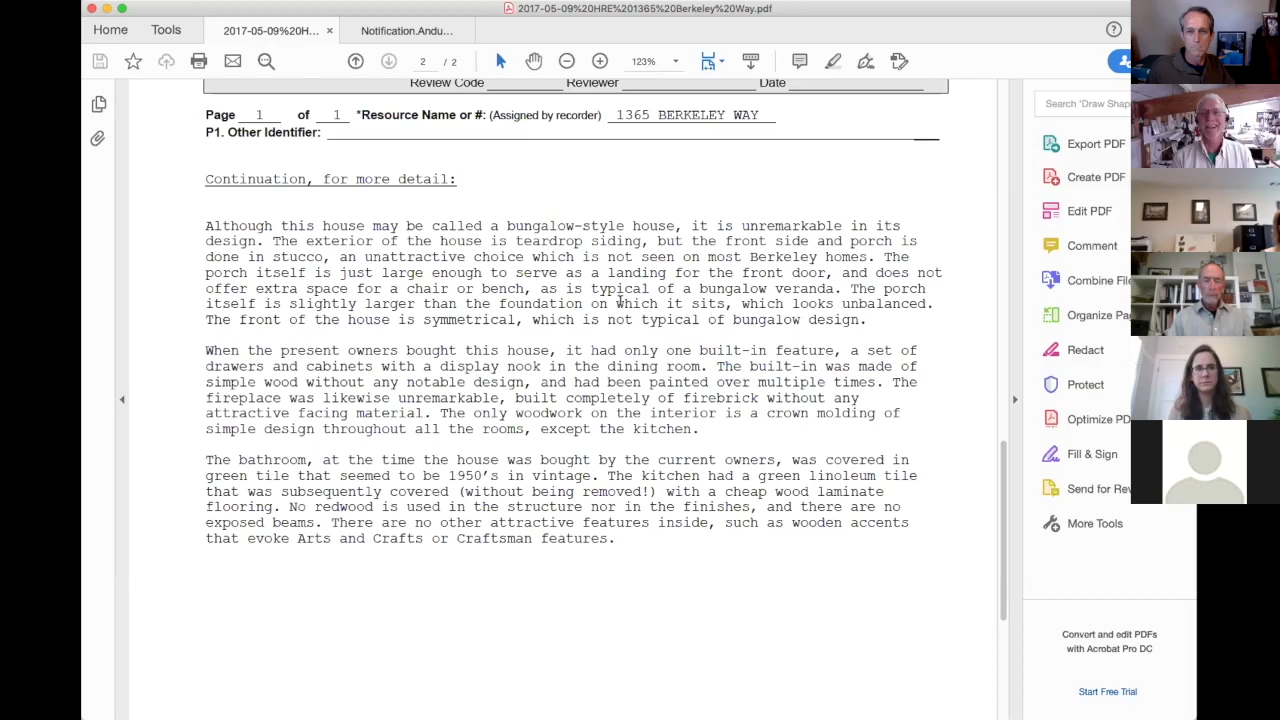 2017-05-09%20HRE%201365%20Berkeley%20Way.pdf
Home
Tools
2017-05-09%20H...
×
Notification.Andu...
2 / 2
123%
Review Code Reviewer Date
Page 1 of 1 *Resource Name or #: (Assigned by recorder) 1365 BERKELEY WAY
P1. Other Identifier:
Continuation, for more detail:
Although this house may be called a bungalow-style house, it is unremarkable in its
design. The exterior of the house is teardrop siding, but the front side and porch is
done in stucco, an unattractive choice which is not seen on most Berkeley homes. The
porch itself is just large enough to serve as a landing for the front door, and does not
offer extra space for a chair or bench, as is typical of a bungalow veranda. The porch
itself is slightly larger than the foundation on which it sits, which looks unbalanced.
The front of the house is symmetrical, which is not typical of bungalow design.
When the present owners bought this house, it had only one built-in feature, a set of
drawers and cabinets with a display nook in the dining room. The built-in was made of
simple wood without any notable design, and had been painted over multiple times. The
fireplace was likewise unremarkable, built completely of firebrick without any
attractive facing material. The only woodwork on the interior is a crown molding of
simple design throughout all the rooms, except the kitchen.
The bathroom, at the time the house was bought by the current owners, was covered in
green tile that seemed to be 1950's in vintage. The kitchen had a green linoleum tile
that was subsequently covered (without being removed!) with a cheap wood laminate
flooring. No redwood is used in the structure nor in the finishes, and there are no
exposed beams. There are no other attractive features inside, such as wooden accents
that evoke Arts and Crafts or Craftsman features.
Search 'Draw Shap
Export PDF
Create PDF
Edit PDF
Comment
Combine File
Organize Pa
Redact
Protect
Optimize PD
Fill & Sign
Send for Rev
More Tools
Convert and edit PDFs
with Acrobat Pro DC
Start Free Trial